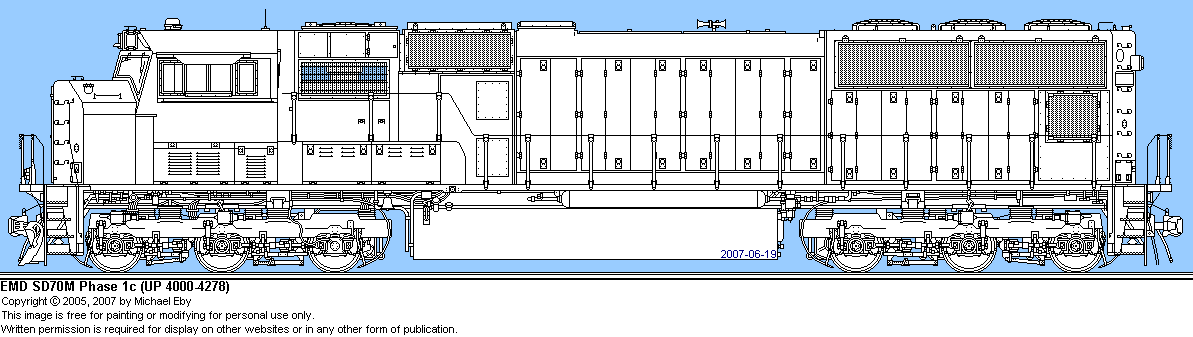 2007-06-19
EMD SD70M Phase 1c (UP 4000-4278)
Copyright © 2005, 2007 by Michael Eby
This image is free for painting or modifying for personal use only.
Written permission is required for display on other websites or in any other form of publication.